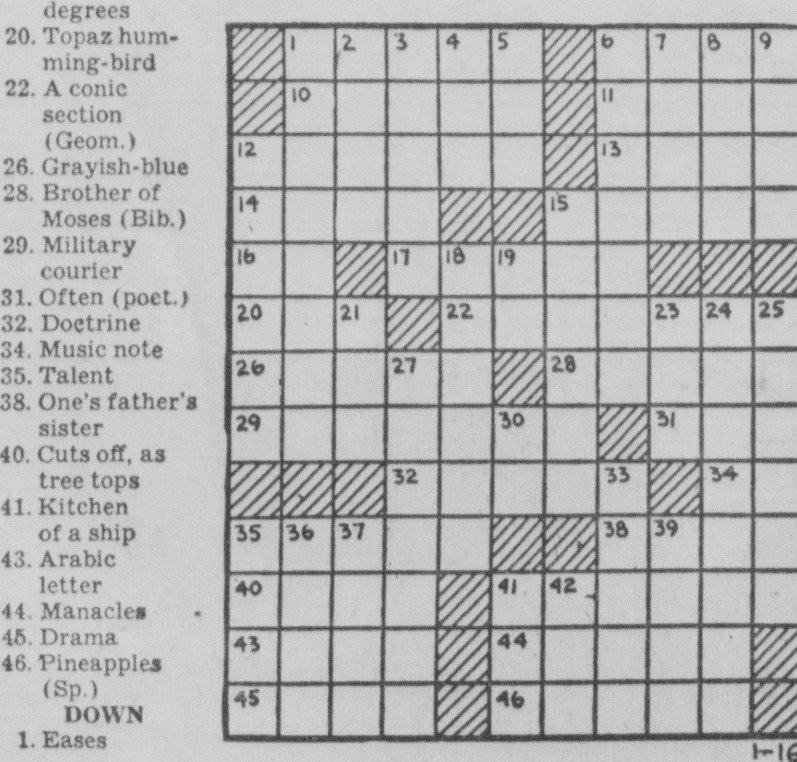 degrees
20. Topaz hum-
ming-bird
22. A conic
section
(Geom.)
26. Grayish-blue
28. Brother of
Moses (Bib.)
29. Military
courier
31. Often (poet.)
32. Doctrine
34. Music note
35. Talent
38. One's father's
sister
40. Cuts off, as
tree tops
41. Kitchen
of a ship
43. Arabic
letter
44. Manacles
45. Drama
46. Pineapples
(Sp.)
DOWN
1. Eases
1 2 3 4 5 6 7 8 9
10 11
12 13
14 15
16 17 18 19
20 21 22 23 24 25
26 27 28
29 30 31
32 33 34
35 36 37 38 39
40 41 42
43 44
45 46
1-16